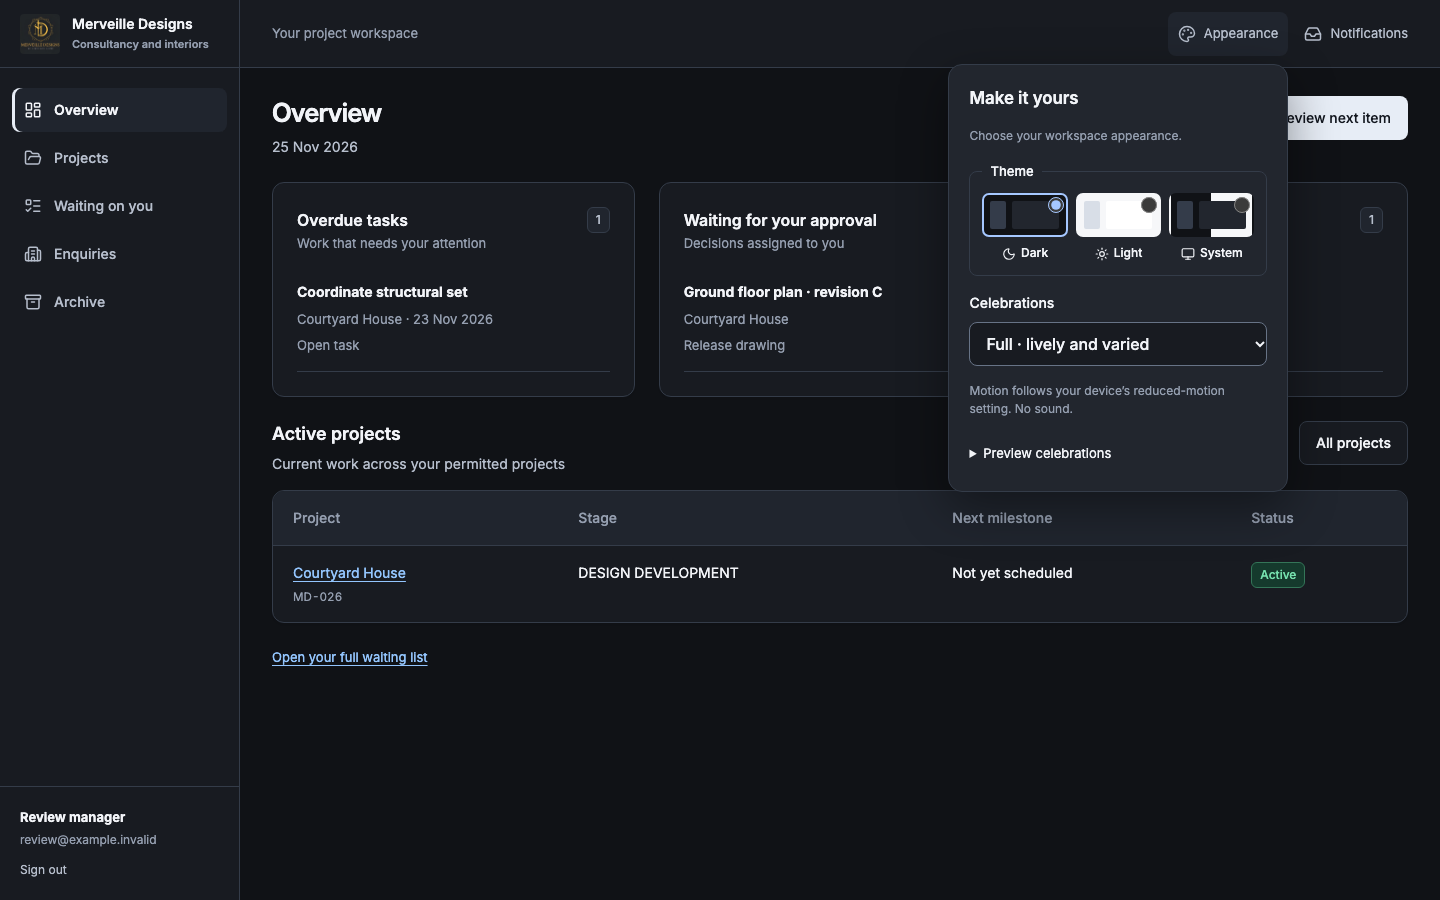 Merveille Designs
Consultancy and interiors
Your project workspace
Appearance
Notifications
Overview
Projects
Waiting on you
Enquiries
Archive
Review manager
review@example.invalid
Sign out
Overview
25 Nov 2026
eview next item
Overdue tasks
1
Work that needs your attention
Coordinate structural set
Courtyard House · 23 Nov 2026
Open task
Waiting for your approval
Decisions assigned to you
Ground floor plan · revision C
Courtyard House
Release drawing
1
Make it yours
Choose your workspace appearance.
Theme
Dark
Light
System
Celebrations
Full · lively and varied
Motion follows your device’s reduced-motion
setting. No sound.
Preview celebrations
Active projects
Current work across your permitted projects
All projects
Project
Stage
Next milestone
Status
Courtyard House
MD-026
DESIGN DEVELOPMENT
Not yet scheduled
Active
Open your full waiting list